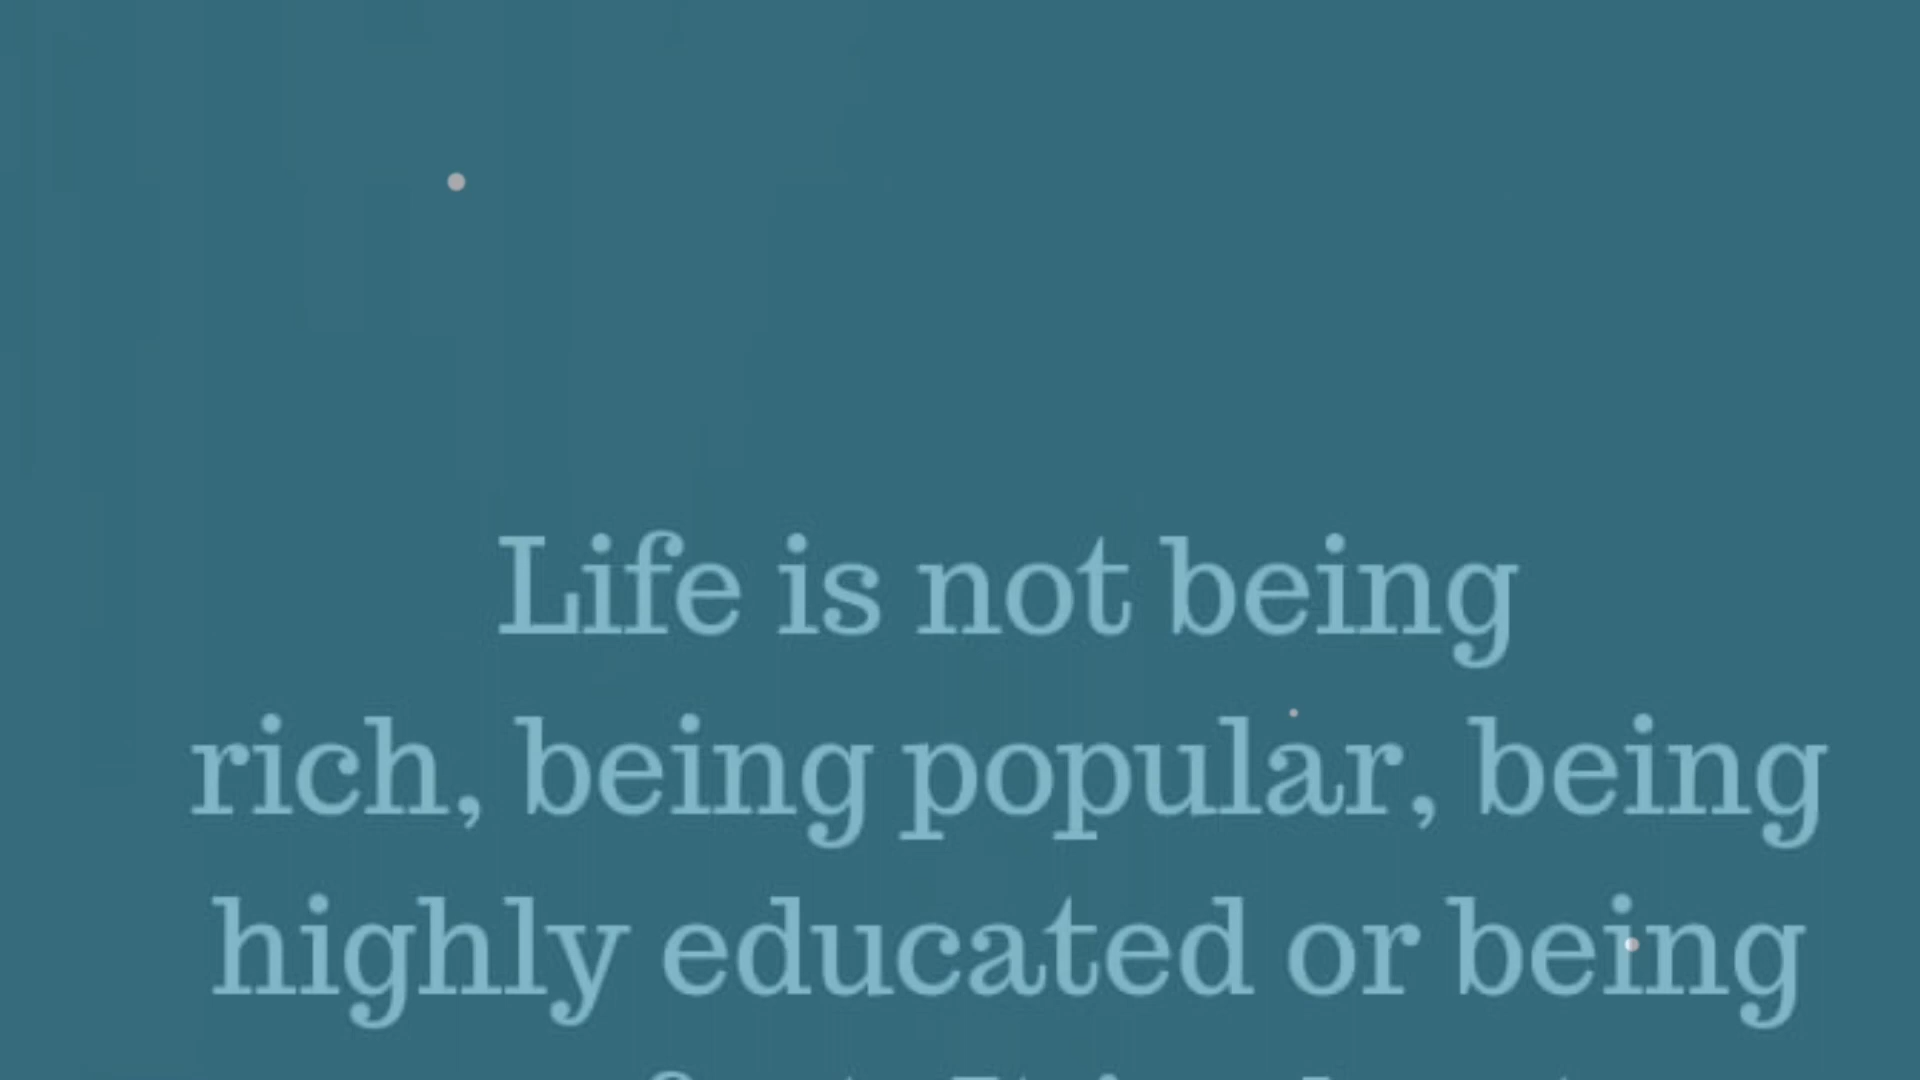 Life is not being
rich, being popular, being
highly educated or being